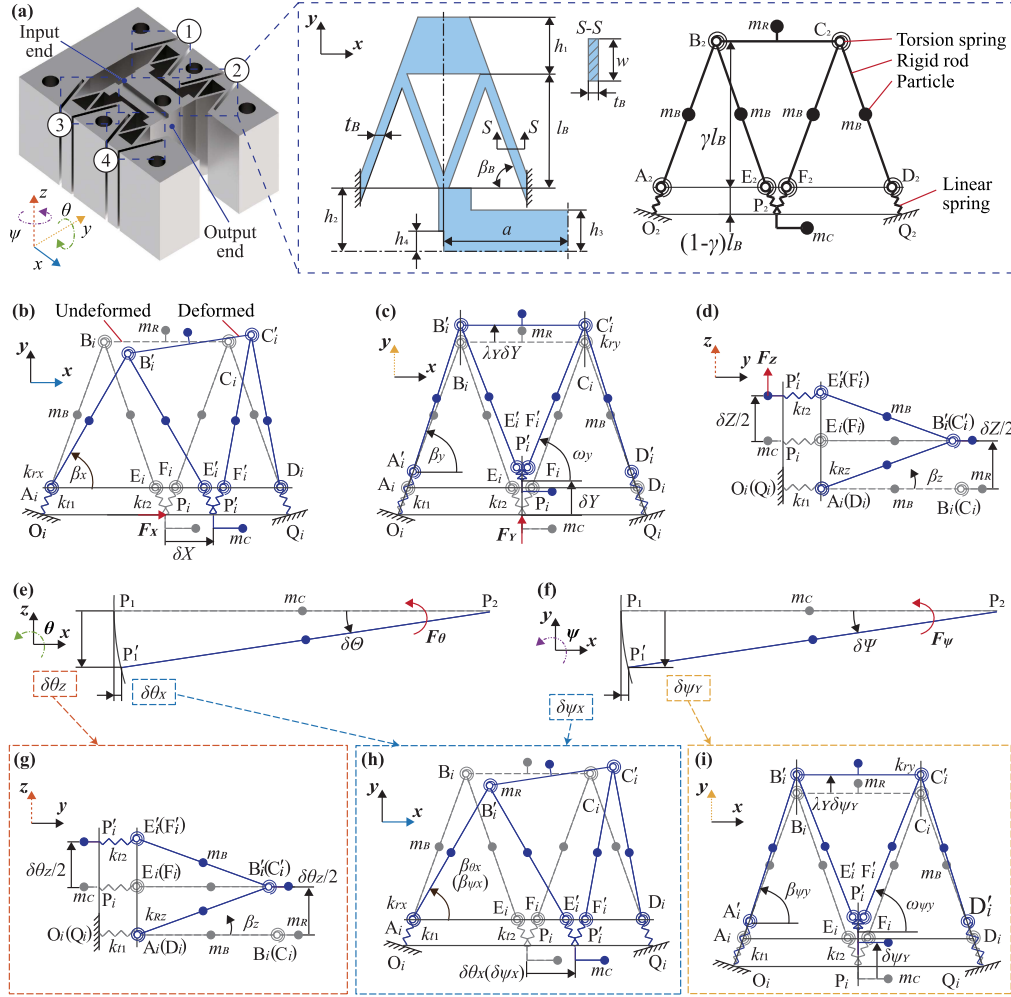 (a)
Input
end
1
2
3
4
Output
end
z
θ
ψ
y
x
y
x
h1
h2
h3
h4
tB
lB
βB
S
S
a
S-S
w
tB
mR
B2
C2
Torsion spring
Rigid rod
Particle
mB
mB
mB
mB
γlB
A2
E2
F2
D2
P2
O2
Q2
Linear
spring
(1-γ)lB
mC
(b)
Undeformed
mR
Deformed
y
x
Bi
B′i
C′i
Ci
mB
krx
βx
Ai
kt1
Ei
kt2
Fi
Pi
E′i
F′i
P′i
Di
Oi
Qi
FX
mC
δX
(c)
y
x
B′i
C′i
mR
λYδY
kry
Bi
Ci
mB
E′i
F′i
P′i
βy
ωy
A′i
Ai
kt1
Ei
kt2
Fi
Pi
D′i
Di
δY
Oi
Qi
FY
mC
(d)
z
y
FZ
P′i
E′i(F′i)
kt2
mB
δZ/2
Ei(Fi)
B′i(C′i)
δZ/2
mC
Pi
kRz
βz
mR
Oi(Qi)
kt1
Ai(Di)
mB
Bi(Ci)
(e)
z
θ
x
P1
mC
P2
δΘ
Fθ
P′1
δθZ
δθX
(f)
y
ψ
x
P1
mC
P2
δΨ
Fψ
P′1
δψX
δψY
(g)
z
y
P′i
E′i(F′i)
kt2
mB
δθZ/2
Ei(Fi)
B′i(C′i)
δθZ/2
mC
Pi
kRz
βz
mR
Oi(Qi)
kt1
Ai(Di)
mB
Bi(Ci)
(h)
y
x
Bi
mR
C′i
B′i
Ci
mB
βθx
(βψx)
krx
Ai
kt1
Ei
kt2
Fi
Pi
E′i
F′i
P′i
Di
Oi
Qi
δθX(δψX)
mC
(i)
y
x
B′i
kry
C′i
mR
λYδψY
Bi
Ci
mB
E′i
F′i
P′i
βψy
ωψy
A′i
Ai
kt1
Ei
kt2
Fi
D′i
Di
δψY
Oi
Pi
mC
Qi